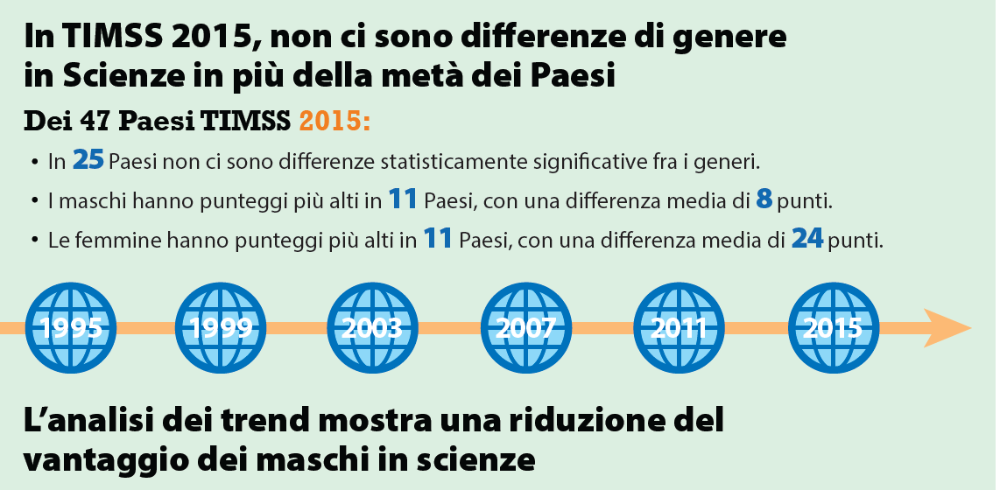 In TIMSS 2015, non ci sono differenze di genere
in Scienze in più della metà dei Paesi
Dei 47 Paesi TIMSS 2015:
• In 25 Paesi non ci sono differenze statisticamente significative fra i generi.
• I maschi hanno punteggi più alti in 11 Paesi, con una differenza media di 8 punti.
• Le femmine hanno punteggi più alti in 11 Paesi, con una differenza media di 24 punti.
1995 1999 2003 2007 2011 2015
L’analisi dei trend mostra una riduzione del
vantaggio dei maschi in scienze